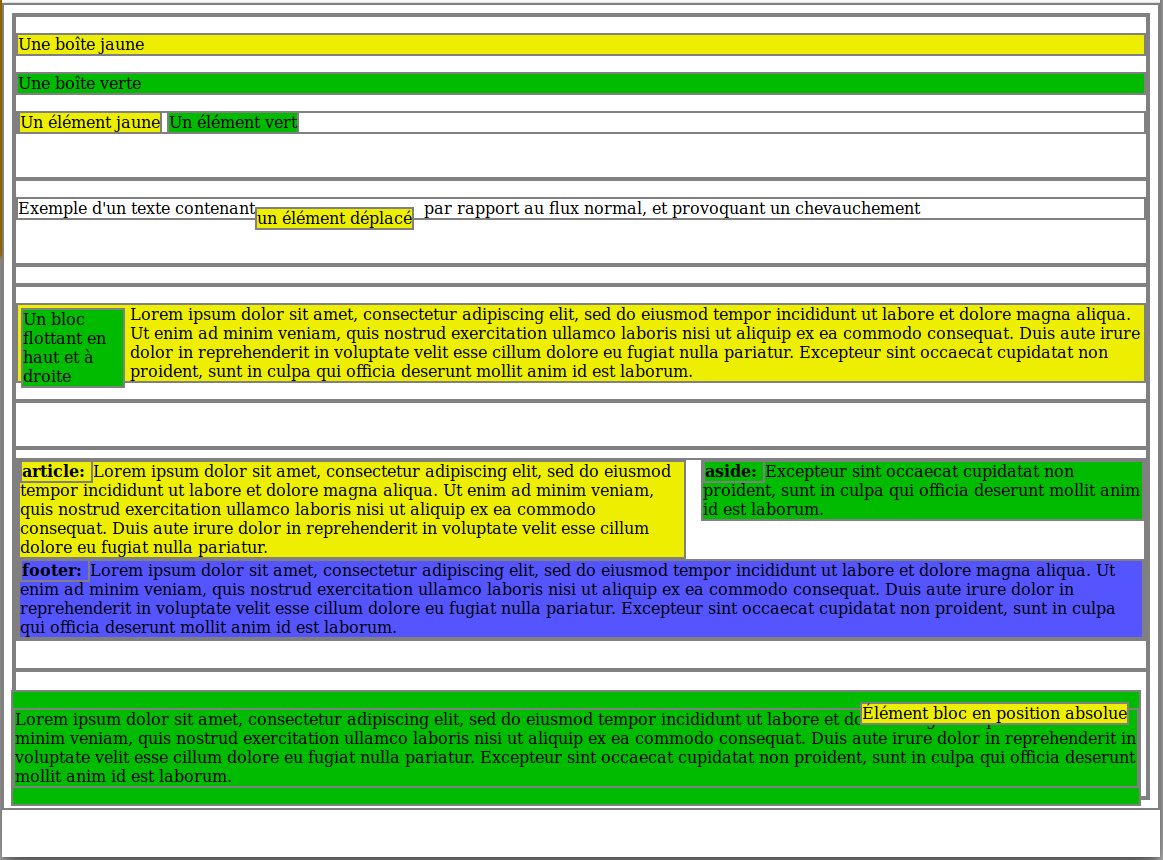 Une boîte jaune
Une boîte verte
Un élément jaune Un élément vert
Exemple d'un texte contenant un élément déplacé par rapport au flux normal, et provoquant un chevauchement
Un bloc
flottant en
haut et à
droite
Lorem ipsum dolor sit amet, consectetur adipiscing elit, sed do eiusmod tempor incididunt ut labore et dolore magna aliqua.
Ut enim ad minim veniam, quis nostrud exercitation ullamco laboris nisi ut aliquip ex ea commodo consequat. Duis aute irure
dolor in reprehenderit in voluptate velit esse cillum dolore eu fugiat nulla pariatur. Excepteur sint occaecat cupidatat non
proident, sunt in culpa qui officia deserunt mollit anim id est laborum.
article: Lorem ipsum dolor sit amet, consectetur adipiscing elit, sed do eiusmod
tempor incididunt ut labore et dolore magna aliqua. Ut enim ad minim veniam,
quis nostrud exercitation ullamco laboris nisi ut aliquip ex ea commodo
consequat. Duis aute irure dolor in reprehenderit in voluptate velit esse cillum
dolore eu fugiat nulla pariatur.
aside: Excepteur sint occaecat cupidatat non
proident, sunt in culpa qui officia deserunt mollit anim
id est laborum.
footer: Lorem ipsum dolor sit amet, consectetur adipiscing elit, sed do eiusmod tempor incididunt ut labore et dolore magna aliqua. Ut
enim ad minim veniam, quis nostrud exercitation ullamco laboris nisi ut aliquip ex ea commodo consequat. Duis aute irure dolor in
reprehenderit in voluptate velit esse cillum dolore eu fugiat nulla pariatur. Excepteur sint occaecat cupidatat non proident, sunt in culpa
qui officia deserunt mollit anim id est laborum.
Élément bloc en position absolue
Lorem ipsum dolor sit amet, consectetur adipiscing elit, sed do eiusmod tempor incididunt ut labore et
minim veniam, quis nostrud exercitation ullamco laboris nisi ut aliquip ex ea commodo consequat. Duis aute irure dolor in reprehenderit in
voluptate velit esse cillum dolore eu fugiat nulla pariatur. Excepteur sint occaecat cupidatat non proident, sunt in culpa qui officia deserunt
mollit anim id est laborum.